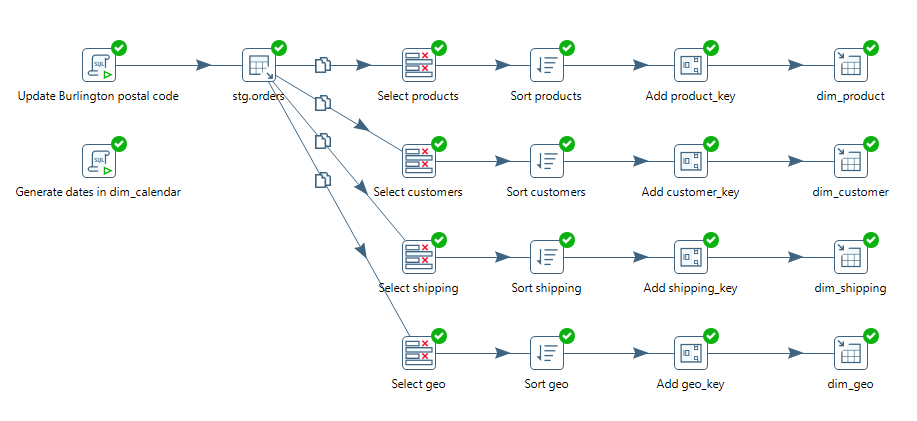 Update Burlington postal code
stg.orders
Select products
Sort products
Add product_key
dim_product
Generate dates in dim_calendar
Select customers
Sort customers
Add customer_key
dim_customer
Select shipping
Sort shipping
Add shipping_key
dim_shipping
Select geo
Sort geo
Add geo_key
dim_geo